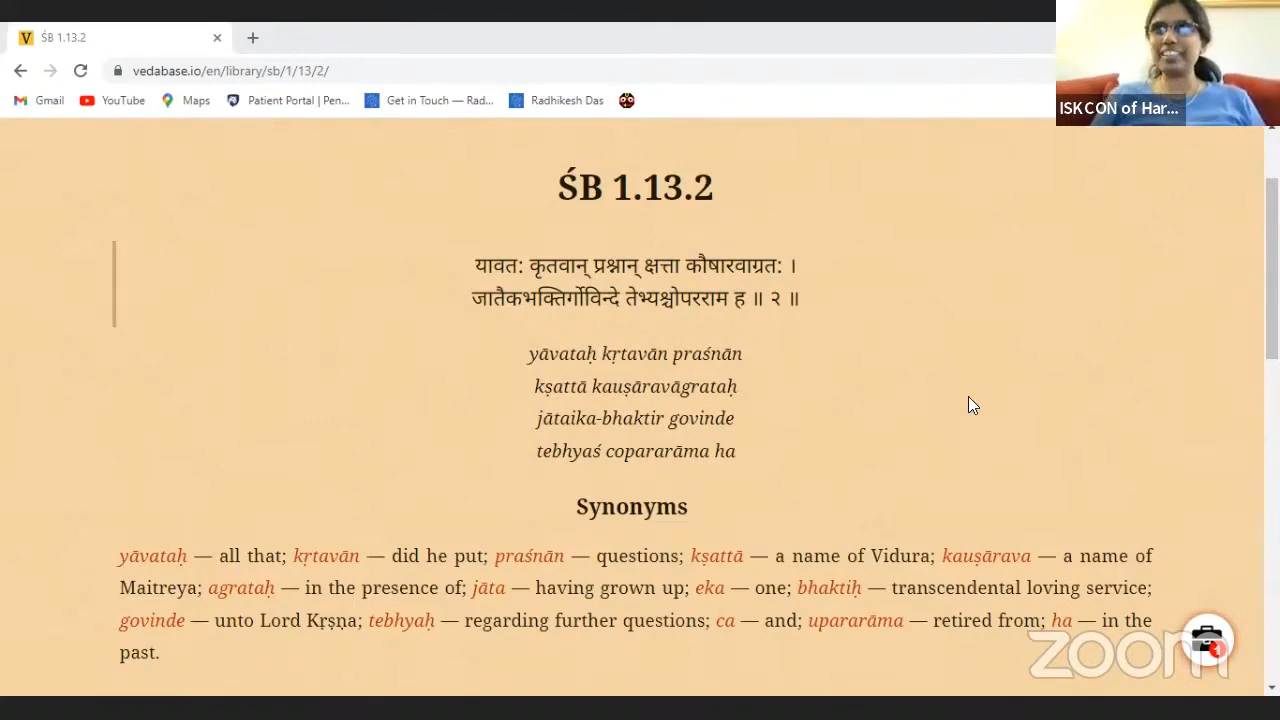 ŚB 1.13.2
vedabase.io/en/library/sb/1/13/2/
Gmail YouTube Maps Patient Portal | Pen... Get in Touch — Rad... Radhikesh Das
ISKCON of Har...
ŚB 1.13.2
यावत: कृतवान् प्रश्नान् क्षत्ता कौषारवाग्रत: ।
जातैकभक्तिर्गोविन्दे तेभ्यश्चोपरराम ह ॥ २ ॥
yāvataḥ kṛtavān praśnān
kṣattā kauṣāravāgrataḥ
jātaika-bhaktir govinde
tebhyaś copararāma ha
Synonyms
yāvataḥ — all that; kṛtavān — did he put; praśnān — questions; kṣattā — a name of Vidura; kauṣārava — a name of
Maitreya; agrataḥ — in the presence of; jāta — having grown up; eka — one; bhaktiḥ — transcendental loving service;
govinde — unto Lord Kṛṣṇa; tebhyaḥ — regarding further questions; ca — and; upararāma — retired from; ha — in the
past.
zoom